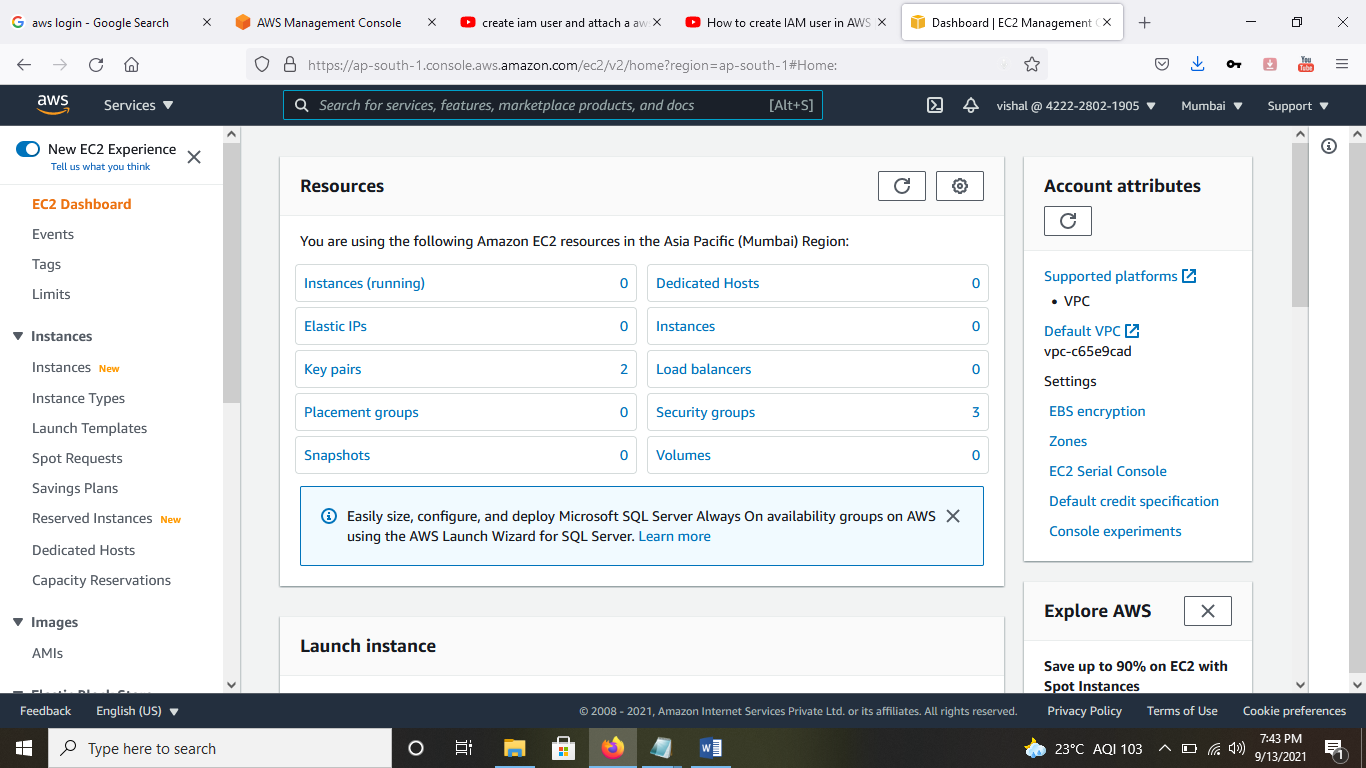 aws login - Google Search
AWS Management Console
create iam user and attach a aws
How to create IAM user in AWS
Dashboard | EC2 Management C
https://ap-south-1.console.aws.amazon.com/ec2/v2/home?region=ap-south-1#Home:
You Tube
aws
Services
Search for services, features, marketplace products, and docs [Alt+S]
vishal @ 4222-2802-1905
Mumbai
Support
New EC2 Experience
Tell us what you think
EC2 Dashboard
Events
Tags
Limits
Instances
Instances New
Instance Types
Launch Templates
Spot Requests
Savings Plans
Reserved Instances New
Dedicated Hosts
Capacity Reservations
Images
AMIs
Elastic Block Store
Resources
You are using the following Amazon EC2 resources in the Asia Pacific (Mumbai) Region:
Instances (running) 0
Dedicated Hosts 0
Elastic IPs 0
Instances 0
Key pairs 2
Load balancers 0
Placement groups 0
Security groups 3
Snapshots 0
Volumes 0
Easily size, configure, and deploy Microsoft SQL Server Always On availability groups on AWS
using the AWS Launch Wizard for SQL Server. Learn more
Launch instance
Account attributes
Supported platforms
• VPC
Default VPC
vpc-c65e9cad
Settings
EBS encryption
Zones
EC2 Serial Console
Default credit specification
Console experiments
Explore AWS
Save up to 90% on EC2 with
Spot Instances
Feedback
English (US)
© 2008 - 2021, Amazon Internet Services Private Ltd. or its affiliates. All rights reserved.
Privacy Policy
Terms of Use
Cookie preferences
Type here to search
23°C AQI 103
7:43 PM
9/13/2021
1